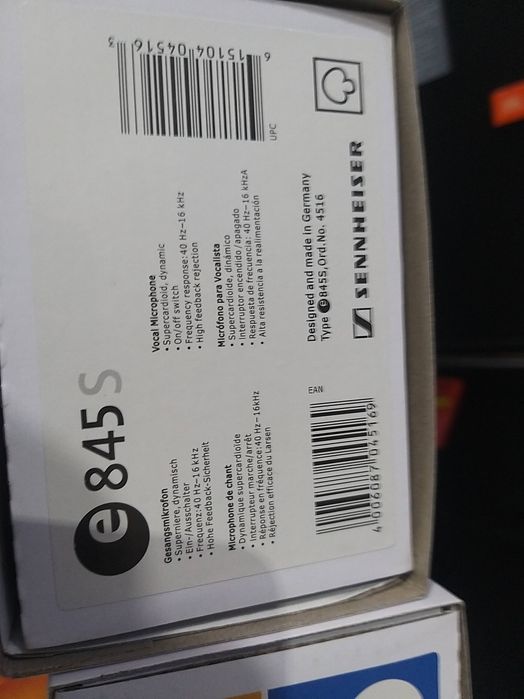 e845 S
Gesangsmikrofon
• Superniere, dynamisch
• Ein-/Ausschalter
• Frequenz:40 Hz–16 kHz
• Hohe Feedback-Sicherheit
Microphone de chant
• Dynamique supercardioïde
• Interrupteur marche/arrêt
• Réponse en fréquence:40 Hz–16kHz
• Réjection efficace du Larsen
Vocal Microphone
• Supercardioid, dynamic
• On/off switch
• Frequency response:40 Hz–16 kHz
• High feedback rejection
Micrófono para Vocalista
• Supercardioide, dinámico
• Interruptor encendido/apagado
• Respuesta de frecuencia: 40 Hz–16 kHzA
• Alta resistencia a la realimentación
6 15104 04516 3
UPC
EAN
4 006087 045169
Designed and made in Germany
Type e 845S,Ord.No. 4516
SENNHEISER